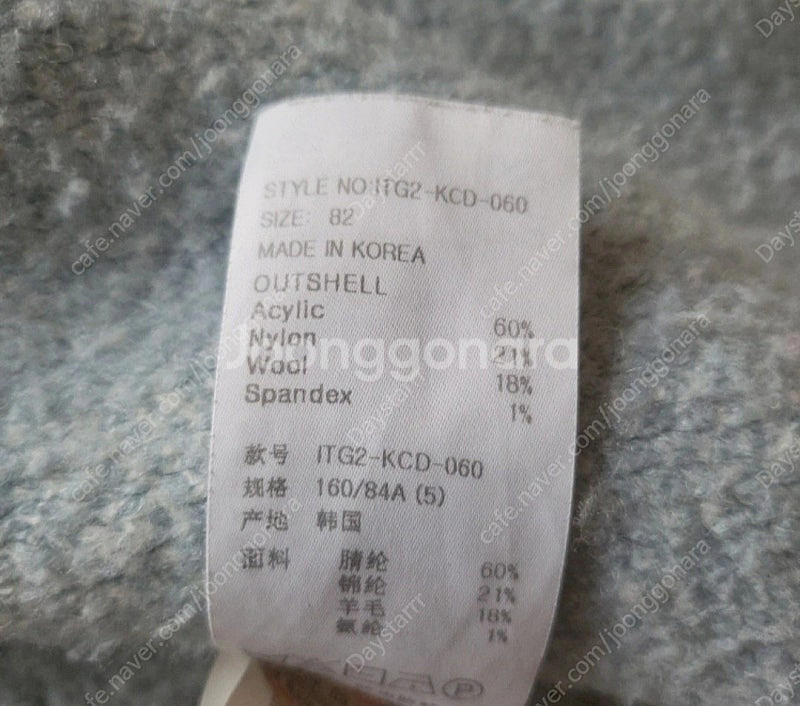 STYLE NO:ITG2-KCD-060
SIZE: 82
MADE IN KOREA
OUTSHELL
Acylic 60%
Nylon 21%
Wool 18%
Spandex 1%
款号 ITG2-KCD-060
规格 160/84A (5)
产地 韩国
面料 腈纶 60%
锦纶 21%
羊毛 18%
氨纶 1%
Joonggonara
cafe.naver.com/joonggonara
Daystarrr